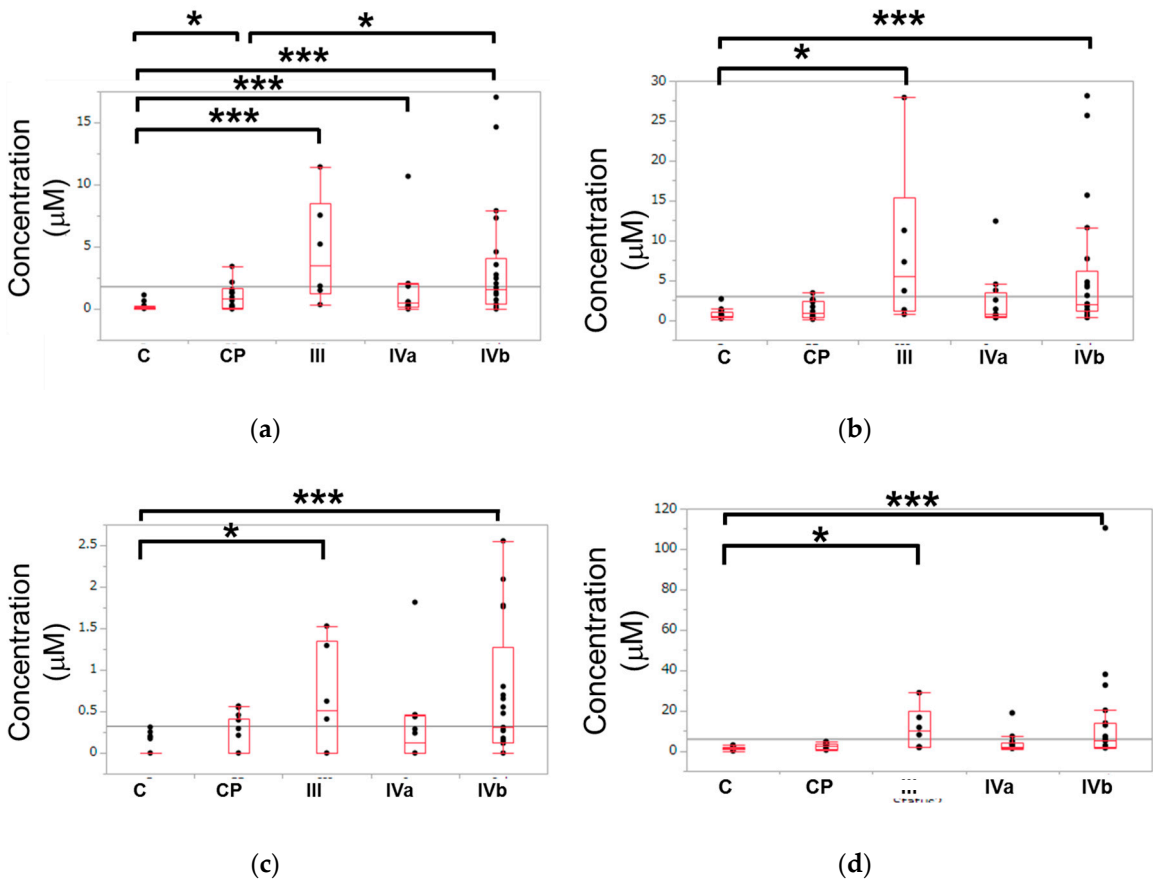 * *
***
***
***
15
10
5
0
Concentration
(μM)
C CP III IVa IVb
(a)
***
*
30
25
20
15
10
5
0
Concentration
(μM)
C CP III IVa IVb
(b)
***
*
2.5
2
1.5
1
0.5
0
Concentration
(μM)
C CP III IVa IVb
(c)
***
*
120
100
80
60
40
20
0
Concentration
(μM)
C CP III IVa IVb
(d)